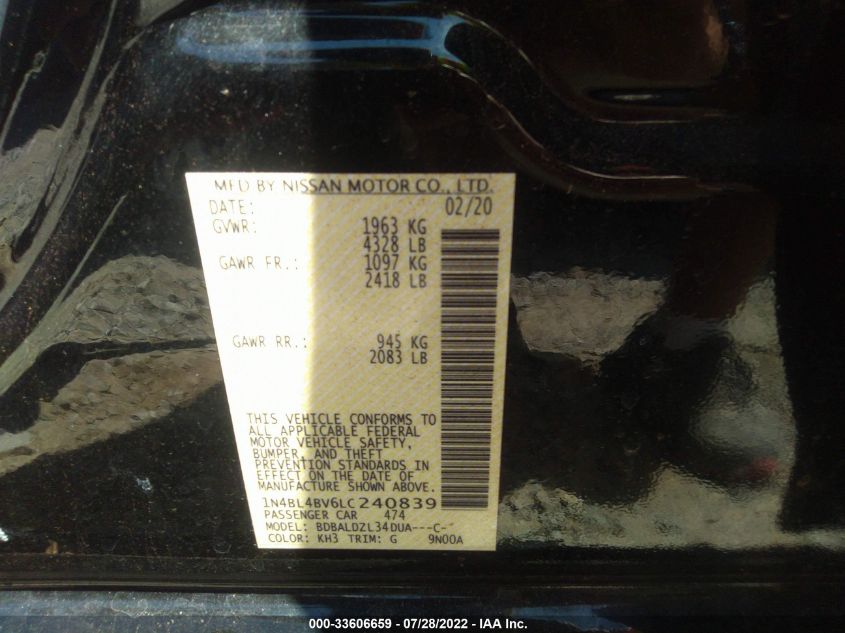 MFD BY NISSAN MOTOR CO., LTD.
DATE: 02/20
GVWR: 1963 KG
4328 LB
GAWR FR.: 1097 KG
2418 LB
GAWR RR.: 945 KG
2083 LB
THIS VEHICLE CONFORMS TO
ALL APPLICABLE FEDERAL
MOTOR VEHICLE SAFETY,
BUMPER, AND THEFT
PREVENTION STANDARDS IN
EFFECT ON THE DATE OF
MANUFACTURE SHOWN ABOVE.
1N4BL4BV6LC240839
PASSENGER CAR 474
MODEL: BDBALDZL34DUA---C-
COLOR: KH3 TRIM: G 9N00A
000-33606659 - 07/28/2022 - IAA Inc.